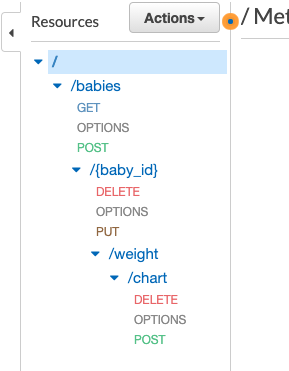 Resources
Actions
/ Met
/
/babies
GET
OPTIONS
POST
/{baby_id}
DELETE
OPTIONS
PUT
/weight
/chart
DELETE
OPTIONS
POST